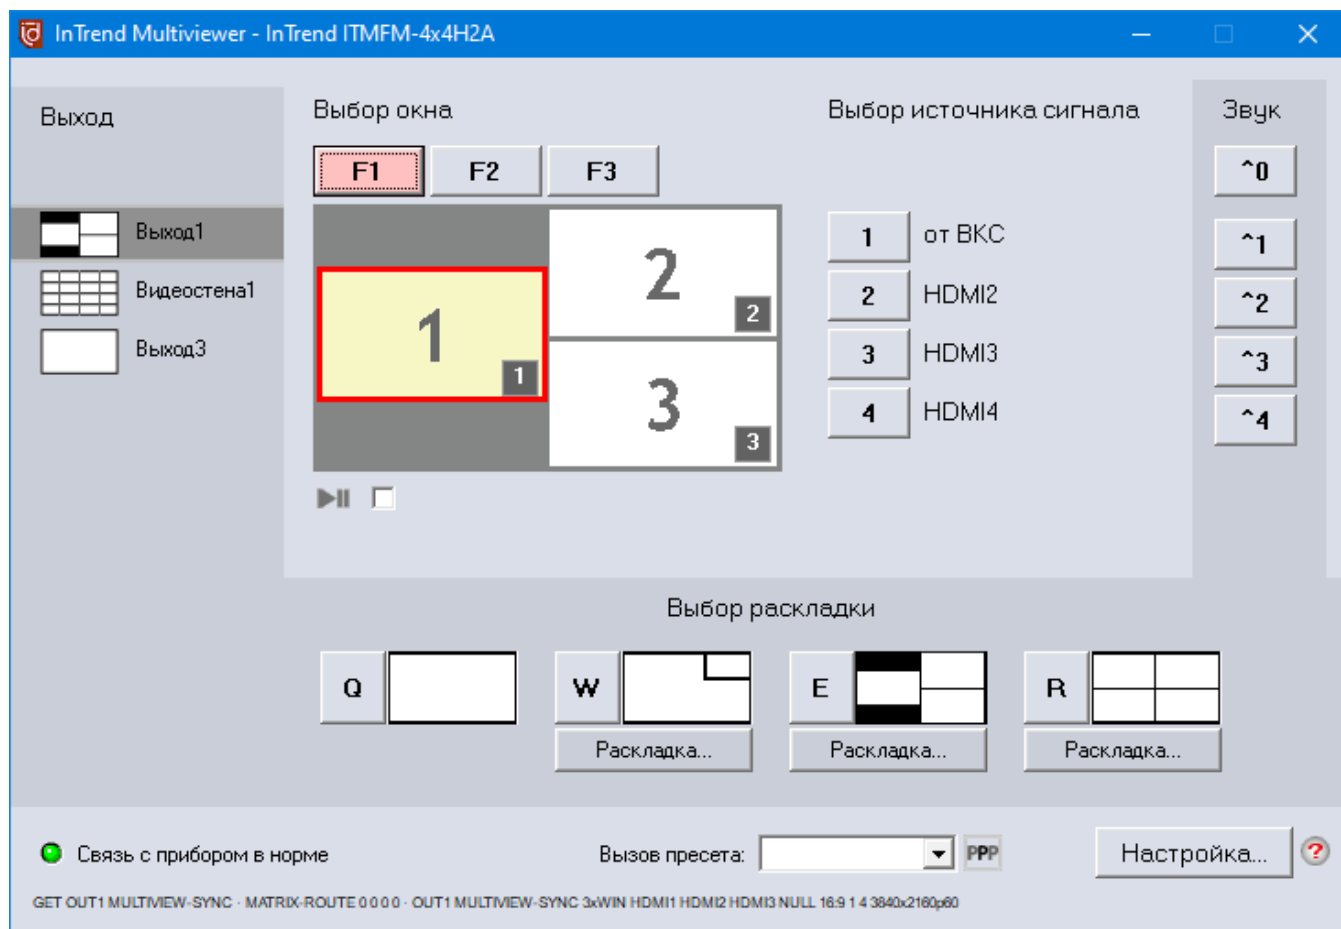 InTrend Multiviewer - InTrend ITMFM-4x4H2A
Выход
Выбор окна
Выбор источника сигнала
Звук
F1 F2 F3
^0
Выход1
Видеостена1
Выход3
1
1
2
2
3
3
1 от ВКС
2 HDMI2
3 HDMI3
4 HDMI4
^1
^2
^3
^4
Выбор раскладки
Q W E R
Раскладка... Раскладка... Раскладка...
Связь с прибором в норме
Вызов пресета:
PPP
Настройка...
?
GET OUT1 MULTIVIEW-SYNC · MATRIX-ROUTE 0 0 0 0 · OUT1 MULTIVIEW-SYNC 3xWIN HDMI1 HDMI2 HDMI3 NULL 16:9 1 4 3840x2160p60